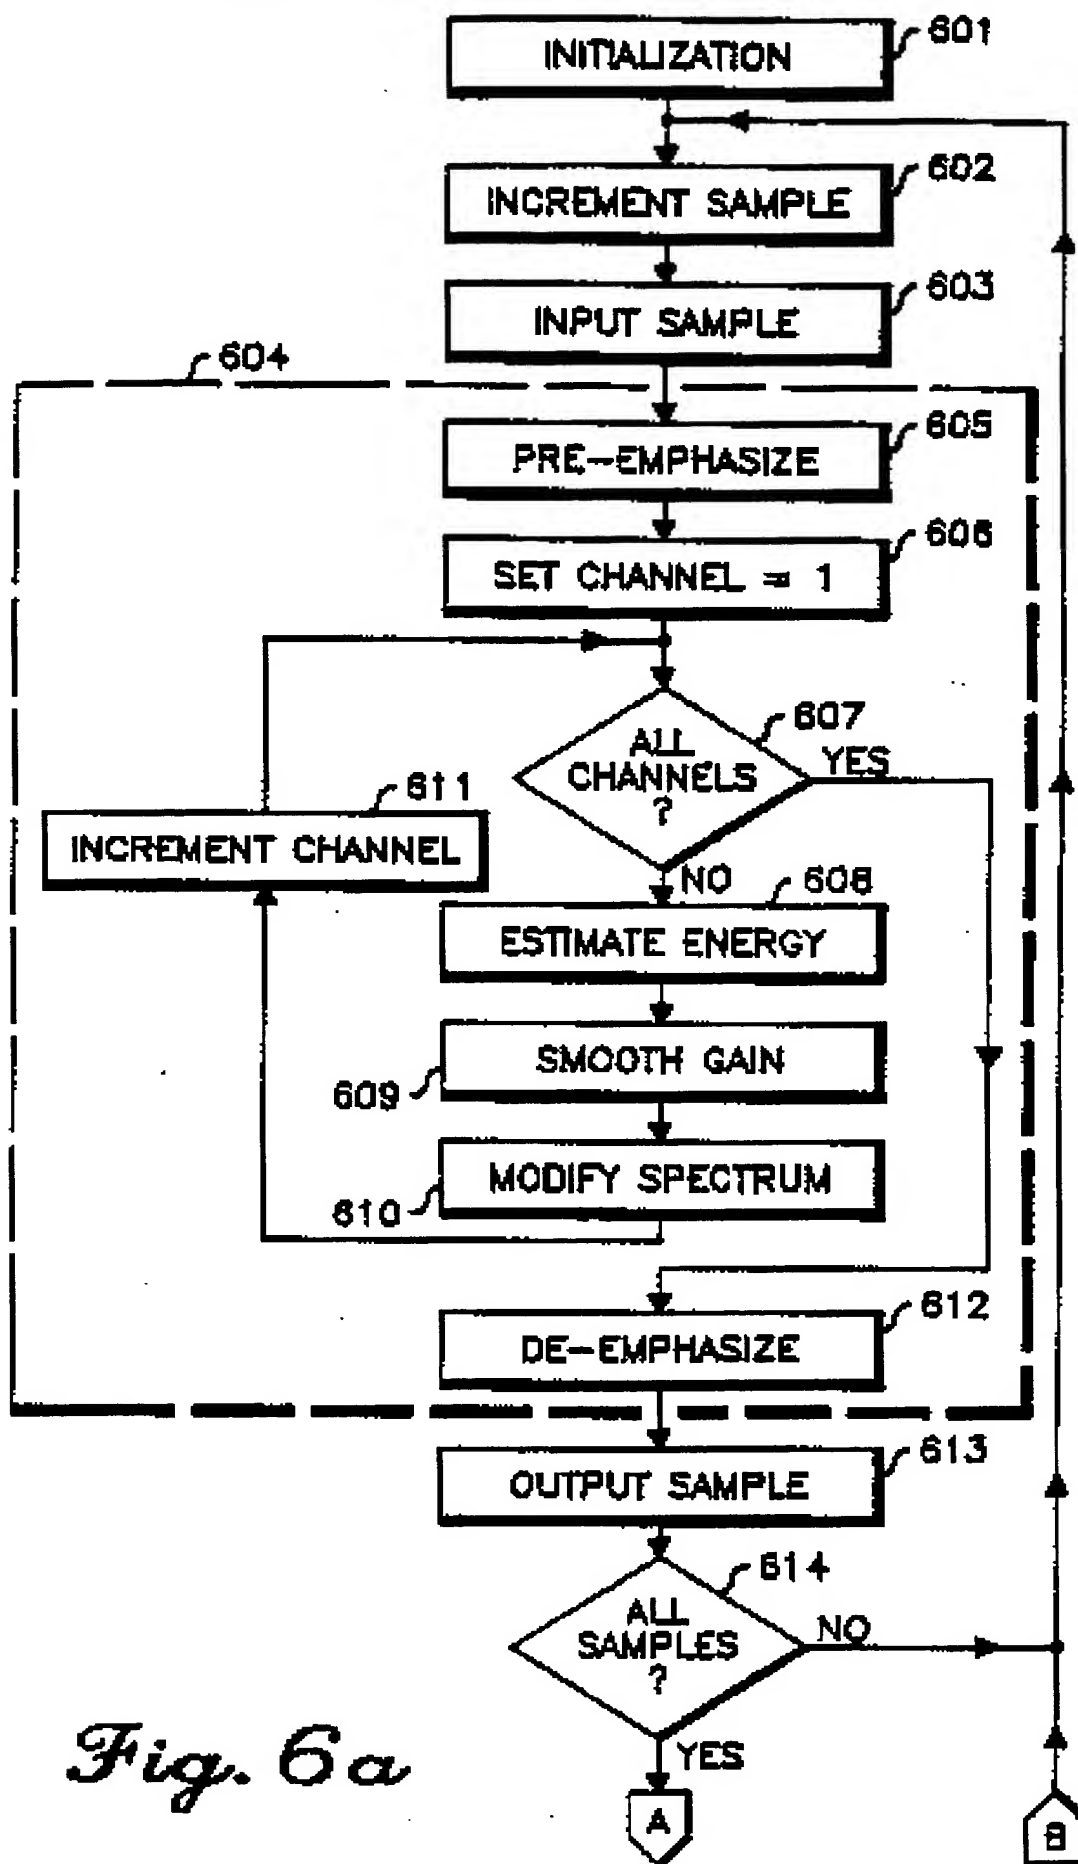 601
INITIALIZATION
602
INCREMENT SAMPLE
603
INPUT SAMPLE
604
605
PRE-EMPHASIZE
606
SET CHANNEL = 1
607
ALL
CHANNELS
?
YES
611
INCREMENT CHANNEL
NO
608
ESTIMATE ENERGY
SMOOTH GAIN
609
MODIFY SPECTRUM
610
612
DE-EMPHASIZE
613
OUTPUT SAMPLE
614
ALL
SAMPLES
?
NO
YES
Fig. 6a
A
B